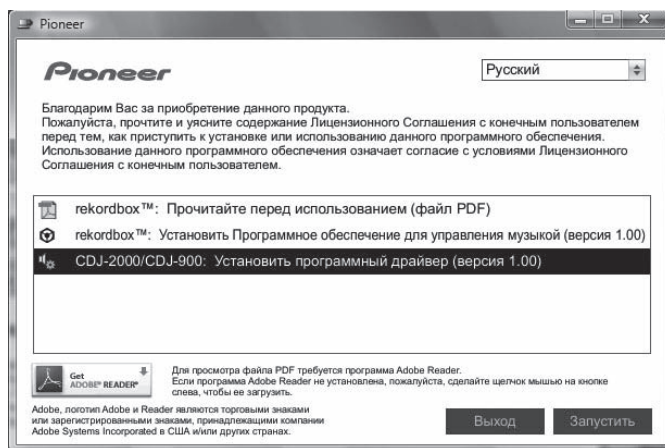 Pioneer
Pioneer
Русский
Благодарим Вас за приобретение данного продукта.
Пожалуйста, прочтите и уясните содержание Лицензионного Соглашения с конечным пользователем
перед тем, как приступить к установке или использованию данного программного обеспечения.
Использование данного программного обеспечения означает согласие с условиями Лицензионного
Соглашения с конечным пользователем.
rekordbox™: Прочитайте перед использованием (файл PDF)
rekordbox™: Установить Программное обеспечение для управления музыкой (версия 1.00)
CDJ-2000/CDJ-900: Установить программный драйвер (версия 1.00)
Get
ADOBE® READER®
Для просмотра файла PDF требуется программа Adobe Reader.
Если программа Adobe Reader не установлена, пожалуйста, сделайте щелчок мышью на кнопке
слева, чтобы ее загрузить.
Adobe, логотип Adobe и Reader являются торговыми знаками
или зарегистрированными знаками, принадлежащими компании
Adobe Systems Incorporated в США и/или других странах.
Выход
Запустить